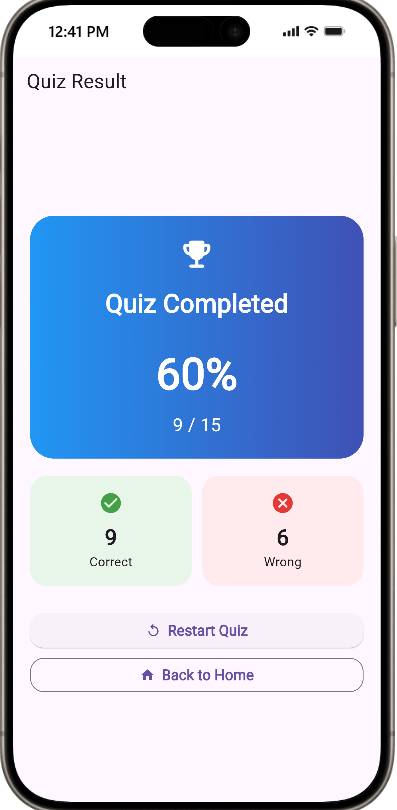 12:41 PM
Quiz Result
Quiz Completed
60%
9 / 15
9
Correct
6
Wrong
Restart Quiz
Back to Home